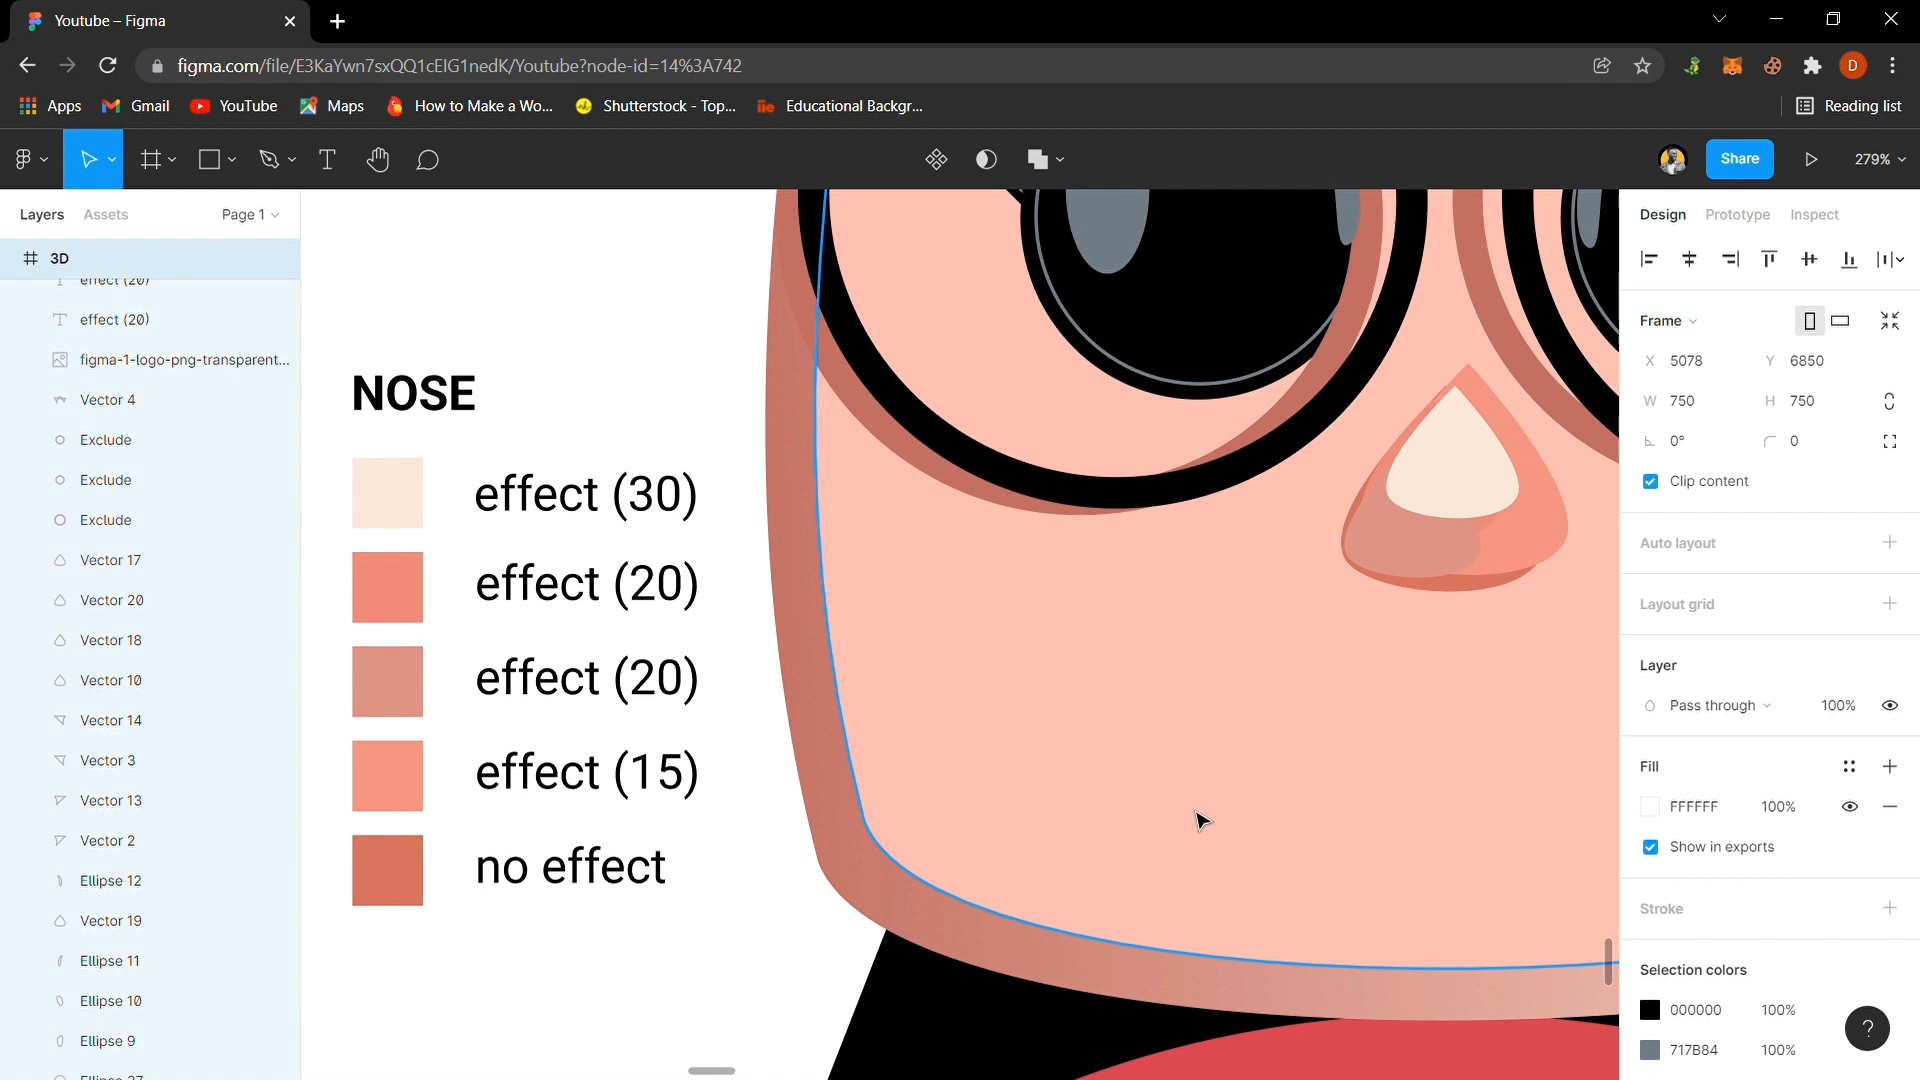 Youtube – Figma
figma.com/file/E3KaYwn7sxQQ1cEIG1nedK/Youtube?node-id=14%3A742
D
Apps
Gmail
YouTube
Maps
How to Make a Wo...
Shutterstock - Top...
Educational Backgr...
Reading list
Share
279%
Layers
Assets
Page 1
3D
effect (20)
effect (20)
figma-1-logo-png-transparent...
Vector 4
Exclude
Exclude
Exclude
Vector 17
Vector 20
Vector 18
Vector 10
Vector 14
Vector 3
Vector 13
Vector 2
Ellipse 12
Vector 19
Ellipse 11
Ellipse 10
Ellipse 9
NOSE
effect (30)
effect (20)
effect (20)
effect (15)
no effect
Design
Prototype
Inspect
Frame
X 5078
Y 6850
W 750
H 750
0°
0
Clip content
Auto layout
Layout grid
Layer
Pass through
100%
Fill
FFFFFF
100%
Show in exports
Stroke
Selection colors
000000
100%
717B84
100%
?